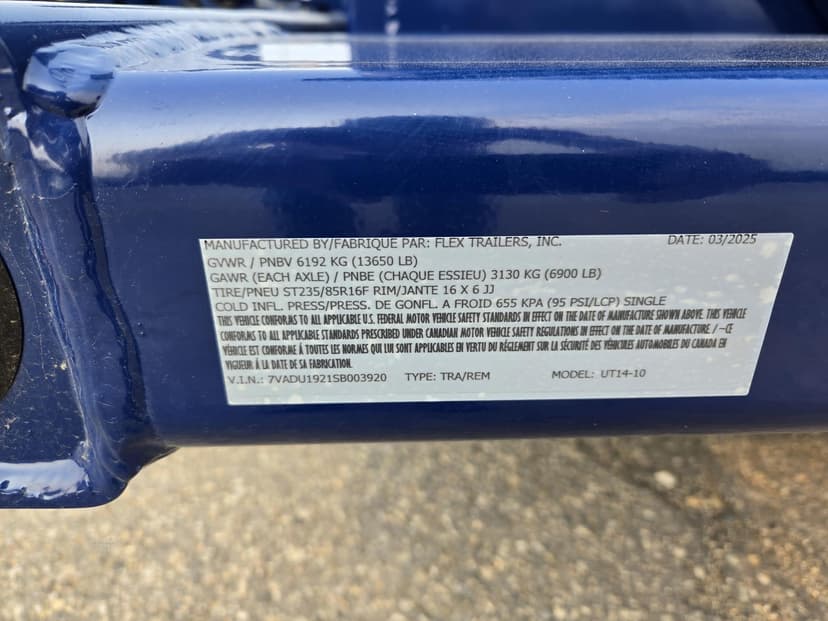 MANUFACTURED BY/FABRIQUE PAR: FLEX TRAILERS, INC. DATE: 03/2025
GVWR / PNBV 6192 KG (13650 LB)
GAWR (EACH AXLE) / PNBE (CHAQUE ESSIEU) 3130 KG (6900 LB)
TIRE/PNEU ST235/85R16F RIM/JANTE 16 X 6 JJ
COLD INFL. PRESS/PRESS. DE GONFL. A FROID 655 KPA (95 PSI/LCP) SINGLE
THIS VEHICLE CONFORMS TO ALL APPLICABLE U.S. FEDERAL MOTOR VEHICLE SAFETY STANDARDS IN EFFECT ON THE DATE OF MANUFACTURE SHOWN ABOVE. THIS VEHICLE
CONFORMS TO ALL APPLICABLE STANDARDS PRESCRIBED UNDER CANADIAN MOTOR VEHICLE SAFETY REGULATIONS IN EFFECT ON THE DATE OF MANUFACTURE. / –CE
VÉHICLE EST CONFORME À TOUTES LES NORMES QUI LUI SONT APPLICABLES EN VERTU DU RÉGLEMENT SUR LA SÉCURITÉ DES VÉHICULES AUTOMOBILES DU CANADA EN
VIGUEUR À LA DATE DE SA FABRICATION.
V.I.N.: 7VADU1921SB003920 TYPE: TRA/REM MODEL: UT14-10